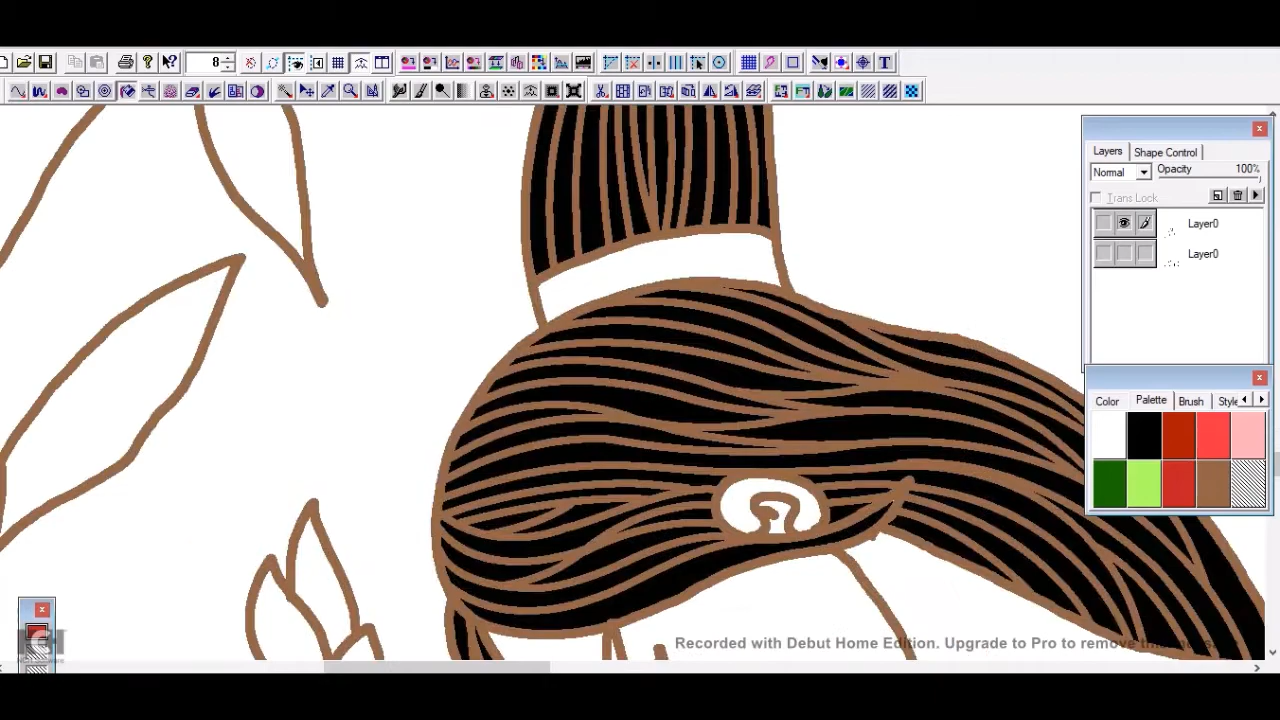 8
Layers
Shape Control
Normal
Opacity
100%
Trans Lock
Layer0
Layer0
Color
Palette
Brush
Style
Recorded with Debut Home Edition. Upgrade to Pro to remove